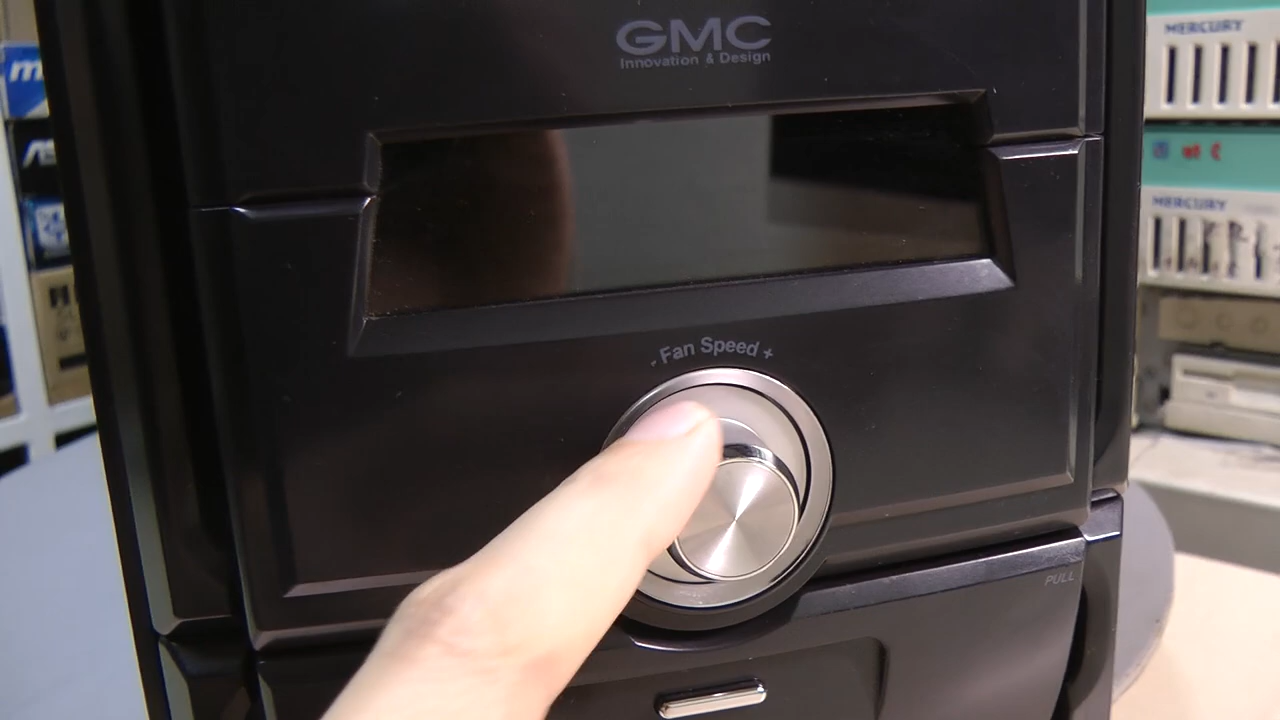 GMC
Innovation & Design
- Fan Speed +
PULL
MERCURY
MERCURY